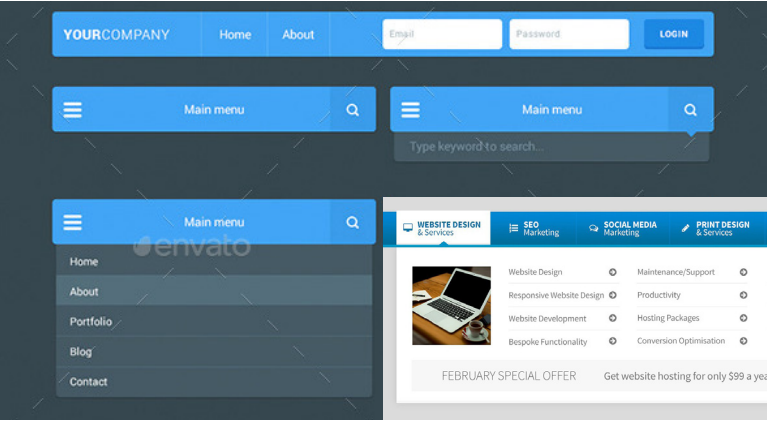 YOURCOMPANY Home About Email Password LOGIN
Main menu
Main menu
Type keyword to search...
Main menu
envato
Home
About
Portfolio
Blog
Contact
WEBSITE DESIGN
& Services
SEO
Marketing
SOCIAL MEDIA
Marketing
PRINT DESIGN
& Services
Website Design
Maintenance/Support
Responsive Website Design
Productivity
Website Development
Hosting Packages
Bespoke Functionality
Conversion Optimisation
FEBRUARY SPECIAL OFFER Get website hosting for only $99 a yea